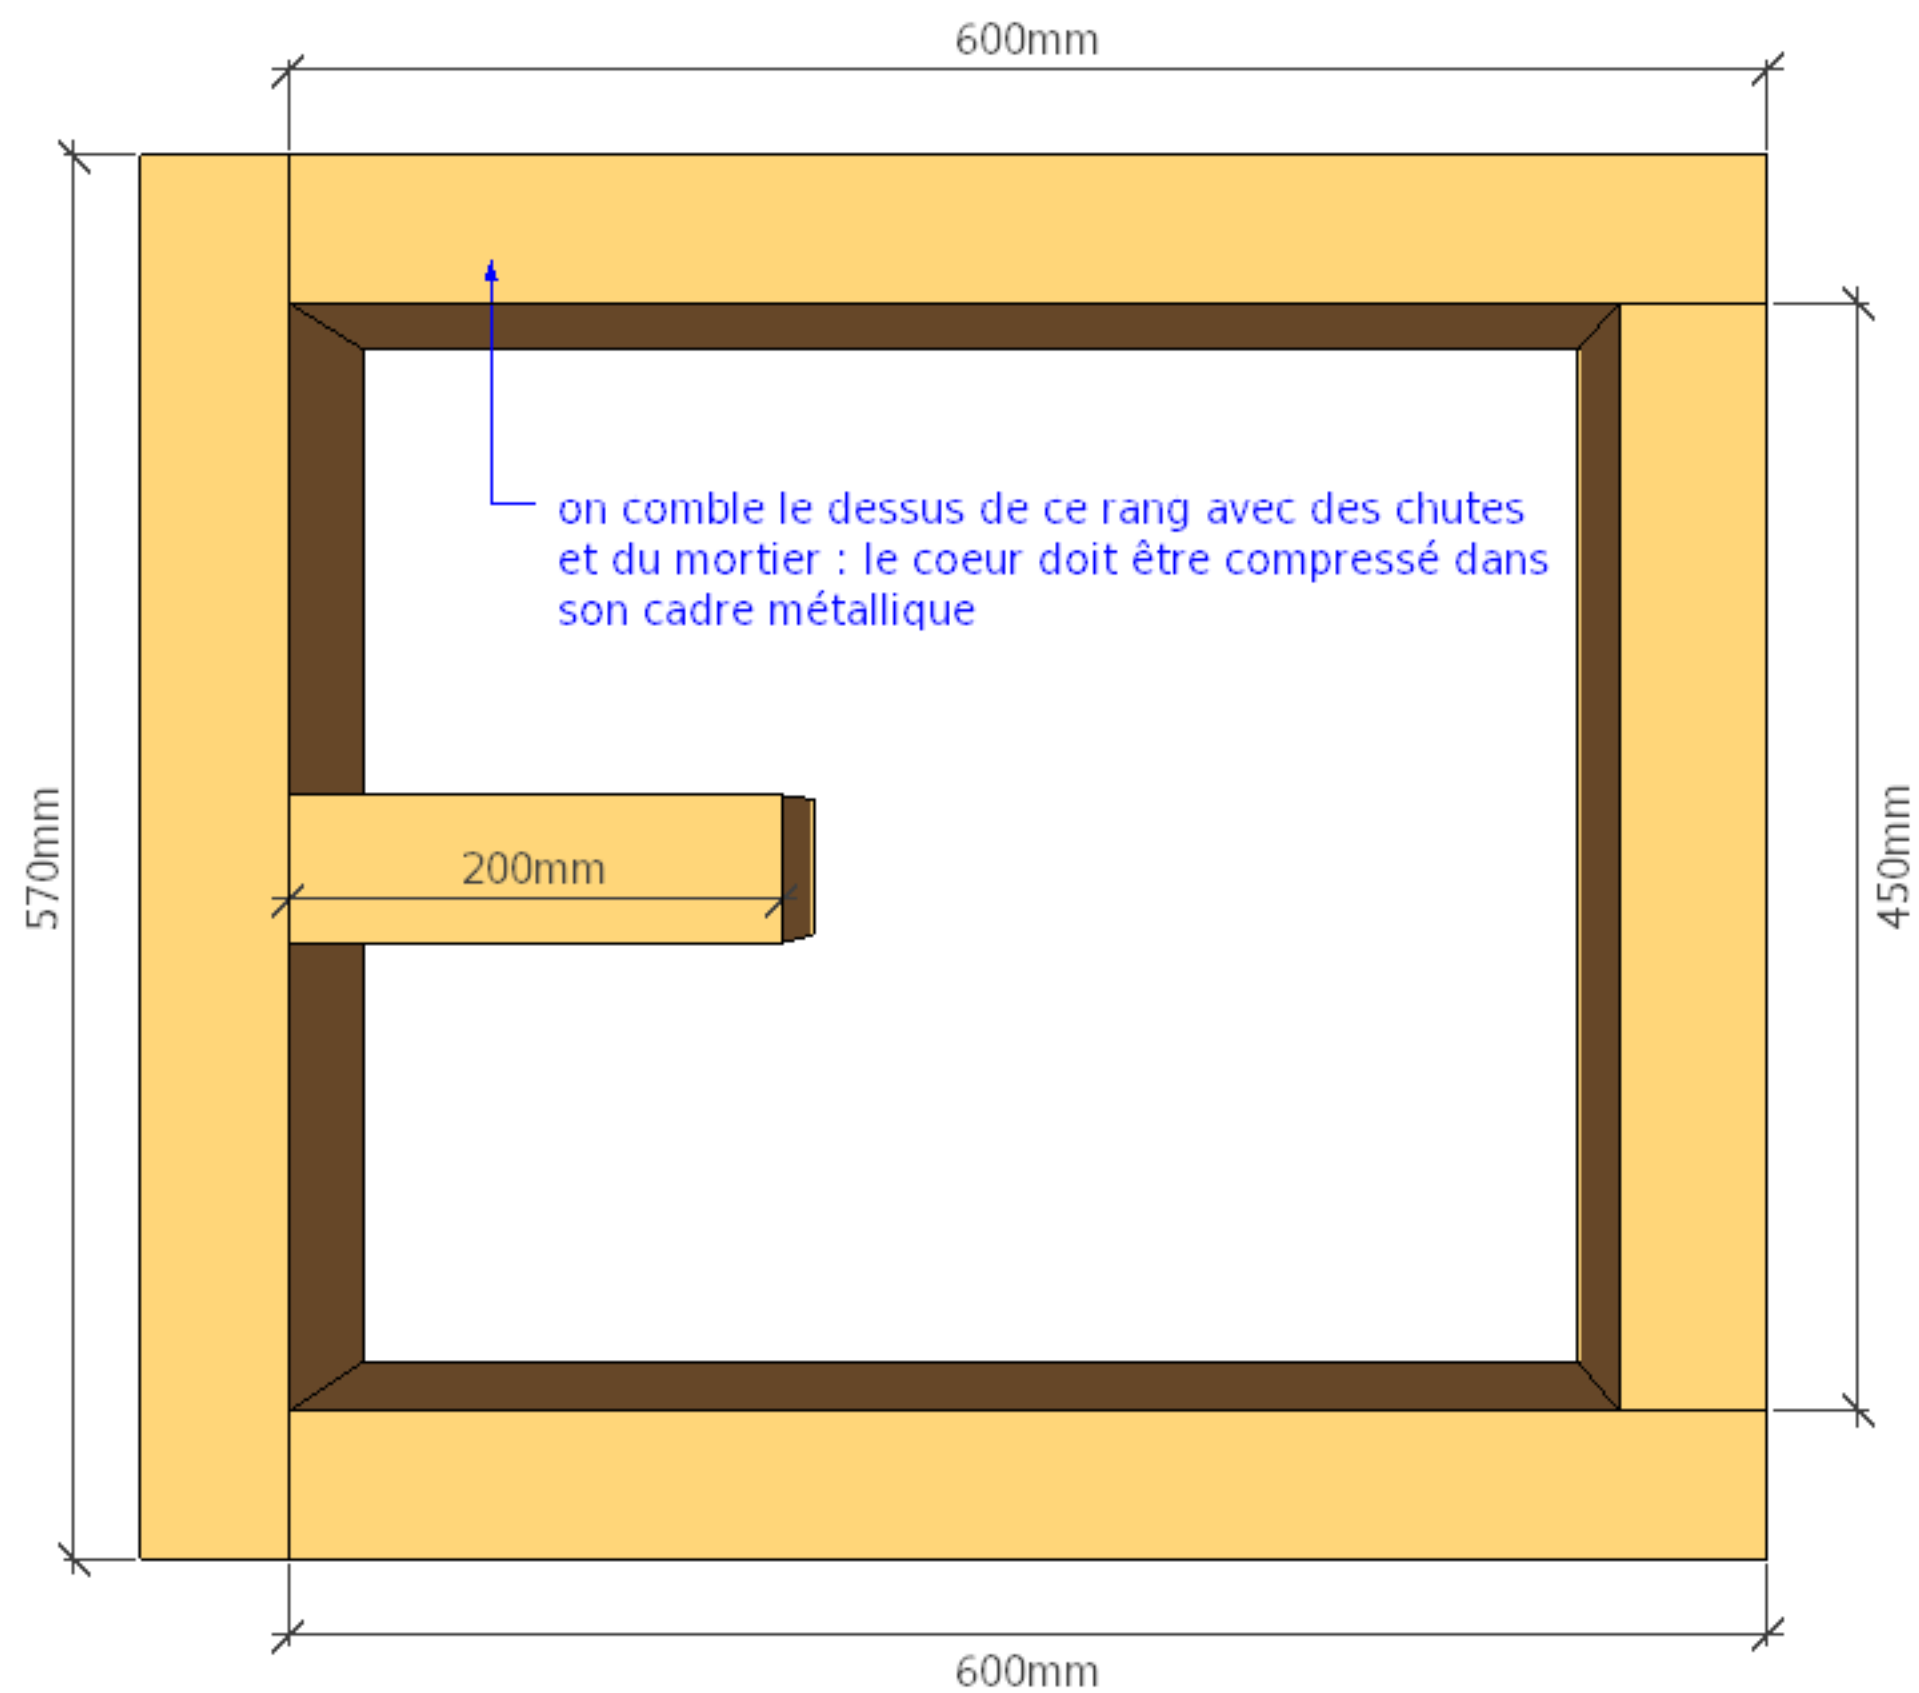 600mm
on comble le dessus de ce rang avec des chutes
et du mortier : le coeur doit être compressé dans
son cadre métallique
570mm
200mm
450mm
600mm